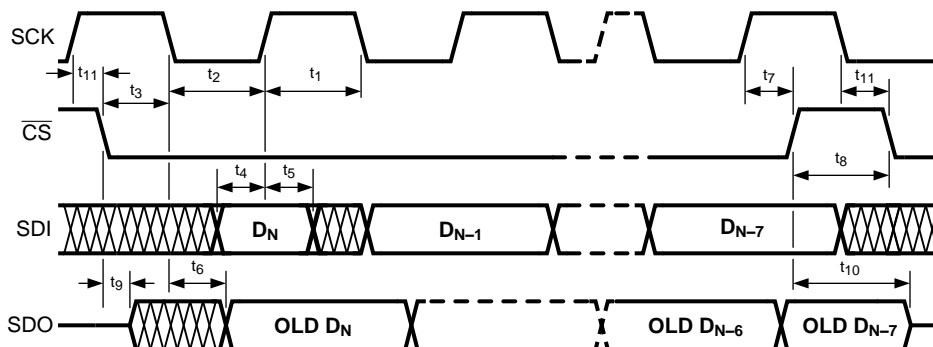 SCK
t11 t3 t2 t1 t7 t11
CS
t4 t5 t8
SDI DN DN–1 DN–7
t9 t6 t10
SDO OLD DN OLD DN–6 OLD DN–7